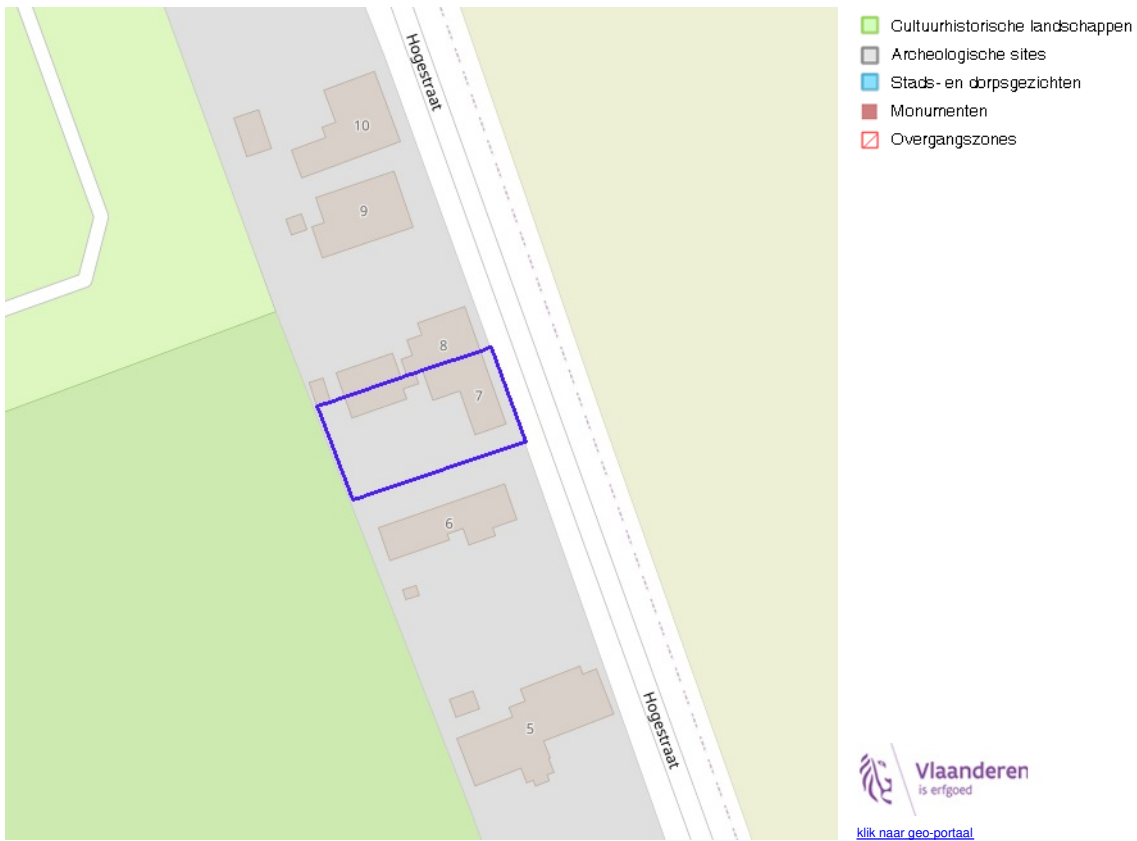 Hogestraat
10
9
8
7
6
5
Hogestraat
Cultuurhistorische landschappen
Archeologische sites
Stads- en dorpsgezichten
Monumenten
Overgangszones
Vlaanderen
is erfgoed
klik naar geo-portaal